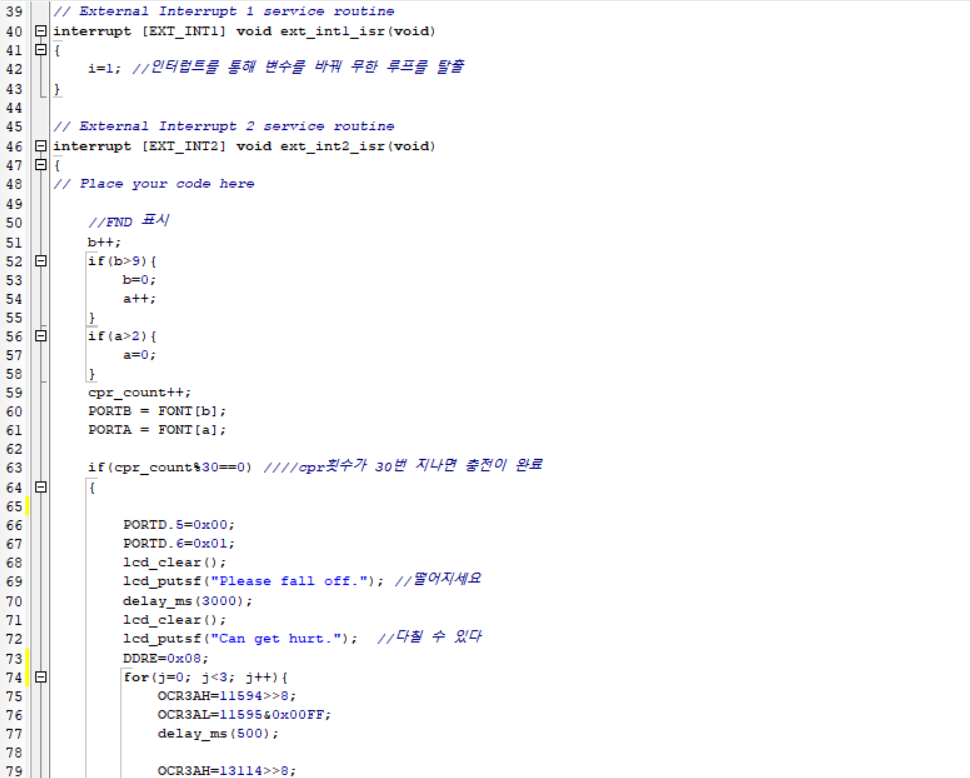 39 // External Interrupt 1 service routine
40 interrupt [EXT_INT1] void ext_int1_isr(void)
41 {
42 i=1; //인터럽트를 통해 변수를 바꿔 무한 루프를 탈출
43 }
44
45 // External Interrupt 2 service routine
46 interrupt [EXT_INT2] void ext_int2_isr(void)
47 {
48 // Place your code here
49
50 //FND 표시
51 b++;
52 if(b>9){
53 b=0;
54 a++;
55 }
56 if(a>2){
57 a=0;
58 }
59 cpr_count++;
60 PORTB = FONT[b];
61 PORTA = FONT[a];
62
63 if(cpr_count%30==0) ////cpr횟수가 30번 지나면 충전이 완료
64 {
65
66 PORTD.5=0x00;
67 PORTD.6=0x01;
68 lcd_clear();
69 lcd_putsf("Please fall off."); //떨어지세요
70 delay_ms(3000);
71 lcd_clear();
72 lcd_putsf("Can get hurt."); //다칠 수 있다
73 DDRE=0x08;
74 for(j=0; j<3; j++){
75 OCR3AH=11594>>8;
76 OCR3AL=11595&0x00FF;
77 delay_ms(500);
78
79 OCR3AH=13114>>8;